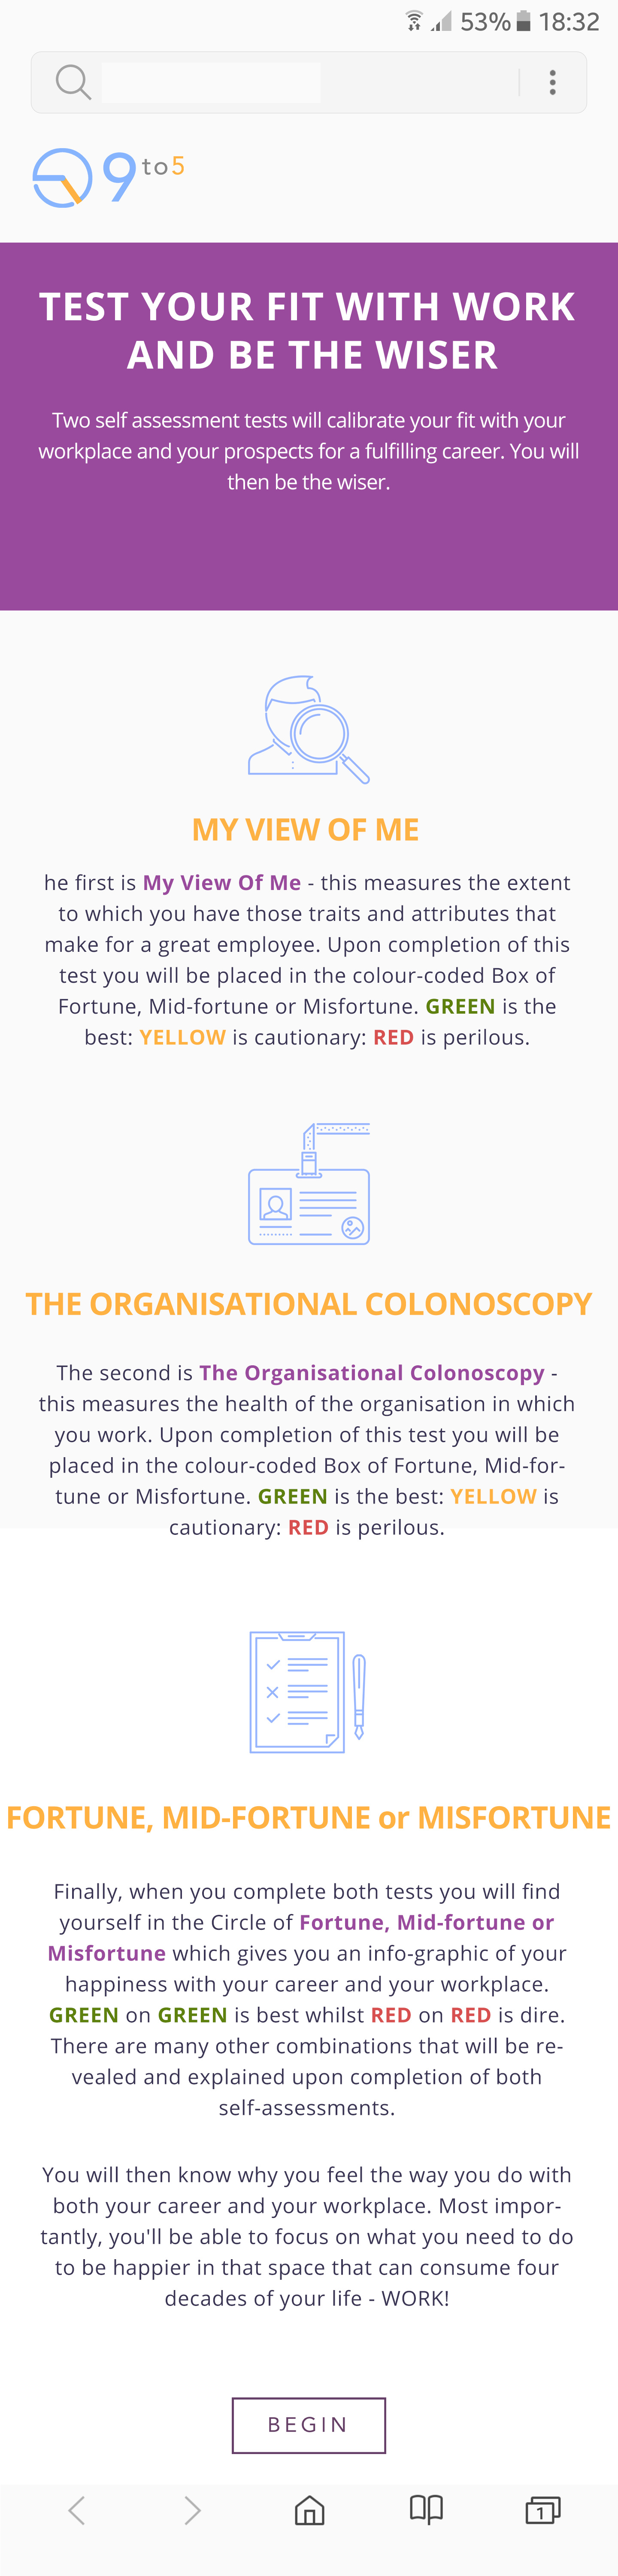 53% 18:32
9 to 5
TEST YOUR FIT WITH WORK
AND BE THE WISER
Two self assessment tests will calibrate your fit with your
workplace and your prospects for a fulfilling career. You will
then be the wiser.
MY VIEW OF ME
he first is My View Of Me - this measures the extent
to which you have those traits and attributes that
make for a great employee. Upon completion of this
test you will be placed in the colour-coded Box of
Fortune, Mid-fortune or Misfortune. GREEN is the
best: YELLOW is cautionary: RED is perilous.
THE ORGANISATIONAL COLONOSCOPY
The second is The Organisational Colonoscopy -
this measures the health of the organisation in which
you work. Upon completion of this test you will be
placed in the colour-coded Box of Fortune, Mid-for-
tune or Misfortune. GREEN is the best: YELLOW is
cautionary: RED is perilous.
FORTUNE, MID-FORTUNE or MISFORTUNE
Finally, when you complete both tests you will find
yourself in the Circle of Fortune, Mid-fortune or
Misfortune which gives you an info-graphic of your
happiness with your career and your workplace.
GREEN on GREEN is best whilst RED on RED is dire.
There are many other combinations that will be re-
vealed and explained upon completion of both
self-assessments.
You will then know why you feel the way you do with
both your career and your workplace. Most impor-
tantly, you'll be able to focus on what you need to do
to be happier in that space that can consume four
decades of your life - WORK!
BEGIN
1